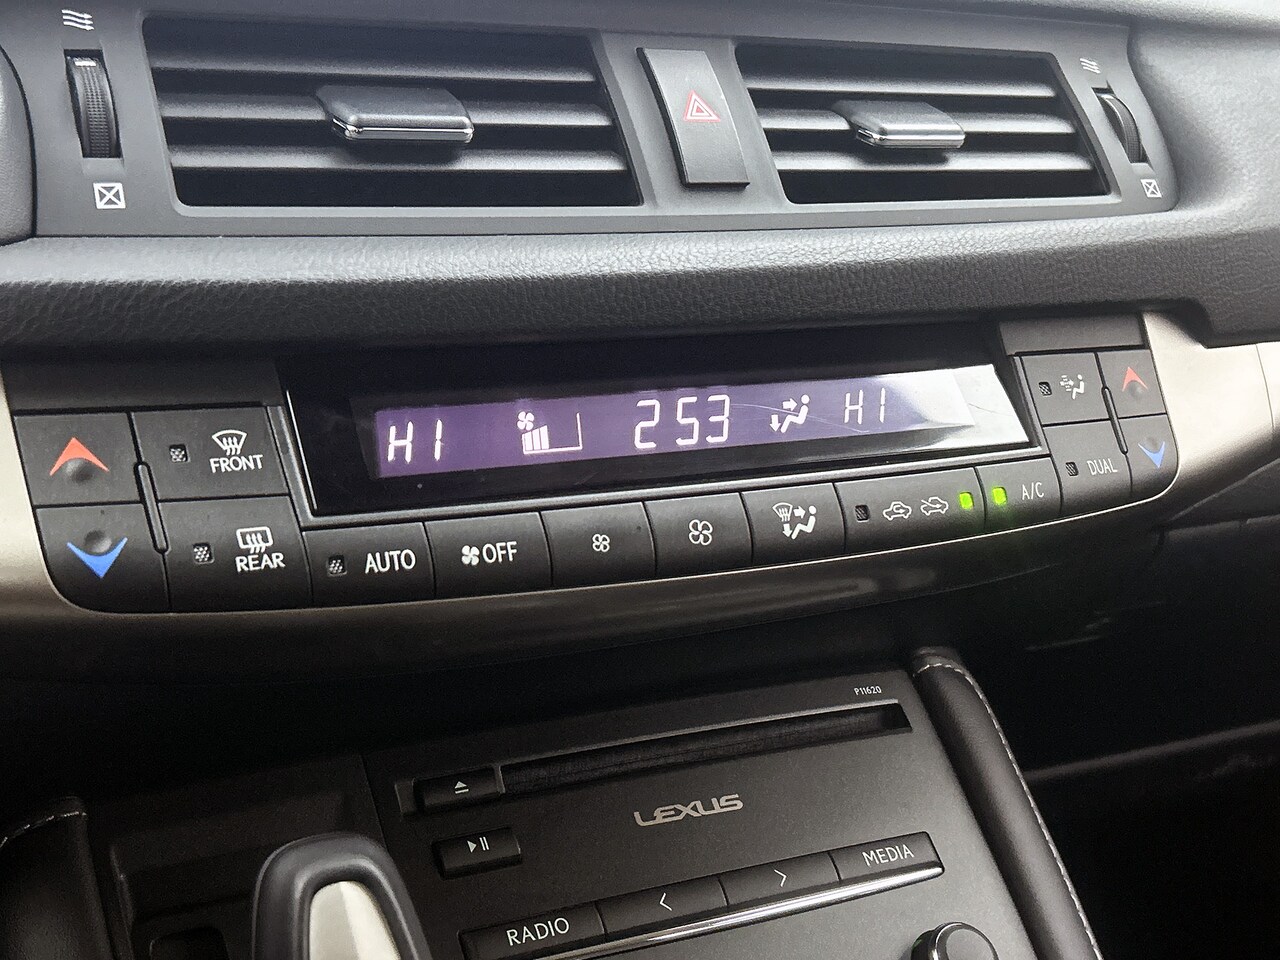 HI 253 HI
FRONT
DUAL
REAR
AUTO
OFF
A/C
P11620
LEXUS
MEDIA
RADIO